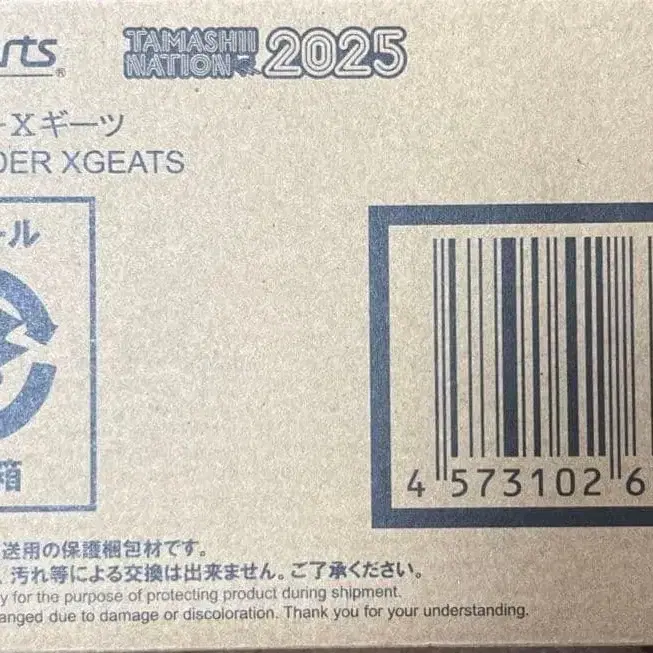 rts® TAMASHII NATION 2025
Xギーツ
DER XGEATS
ール
箱
4 573102 6
送用の保護梱包材です。
、汚れ等による交換は出来ません。ご了承ください。
y for the purpose of protecting product during shipment.
anged due to damage or discoloration. Thank you for your understanding.